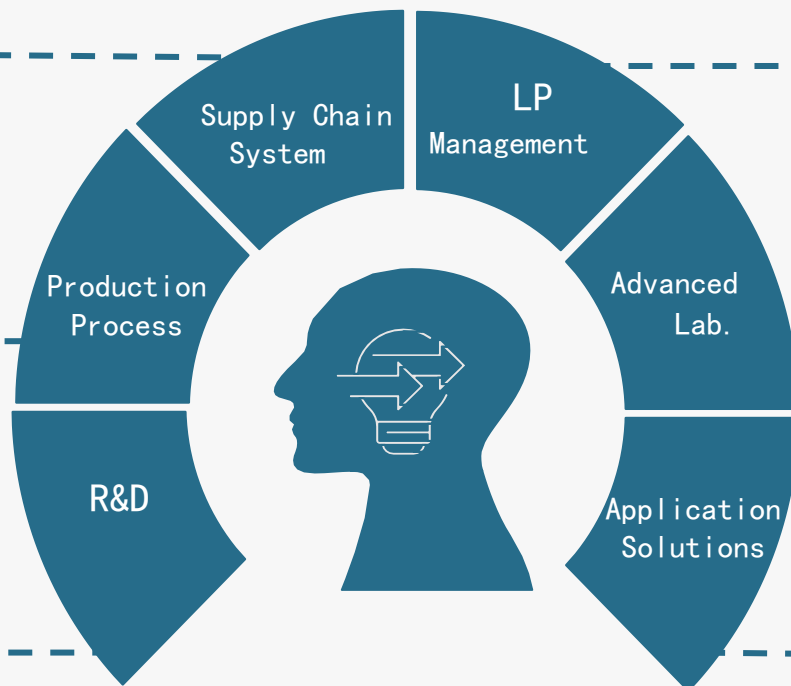 Supply Chain
System
LP
Management
Production
Process
Advanced
Lab.
R&D
Application
Solutions